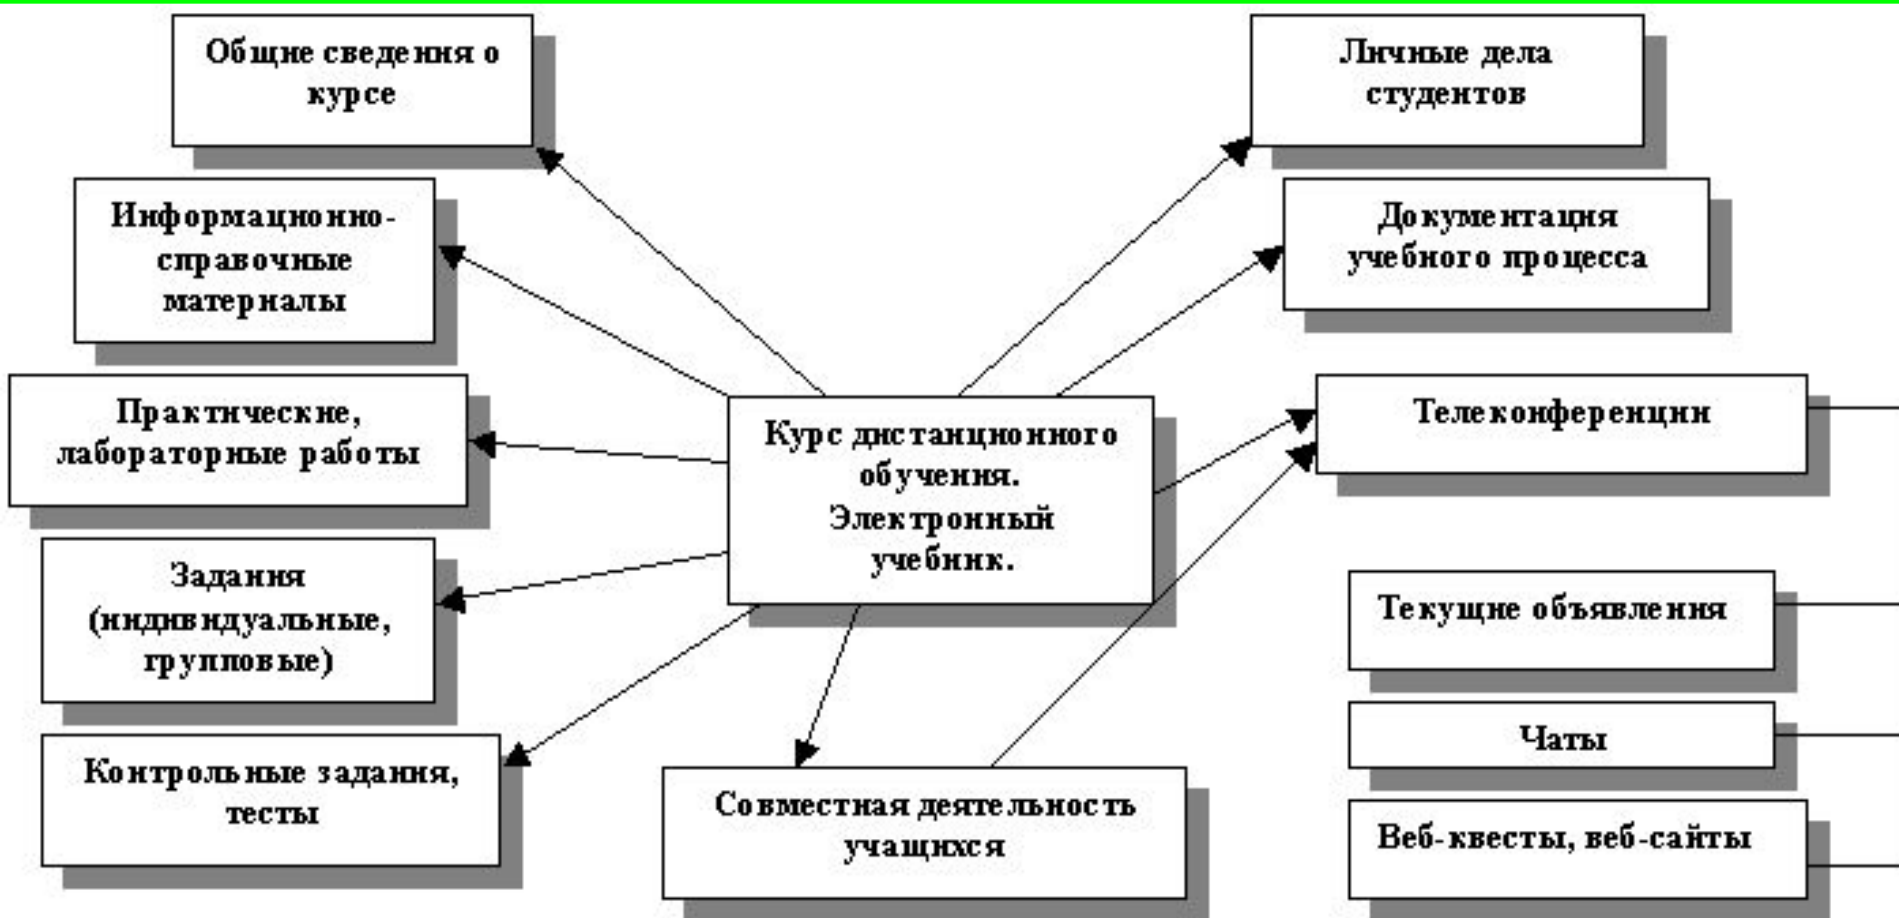 Общие сведения о
курсе
Информационно-
справочные
материалы
Практические,
лабораторные работы
Задания
(индивидуальные,
групповые)
Контрольные задания,
тесты
Курс дистанционного
обучения.
Электронный
учебник.
Совместная деятельность
учащихся
Личные дела
студентов
Документация
учебного процесса
Телеконференции
Текущие объявления
Чаты
Веб-квесты, веб-сайты